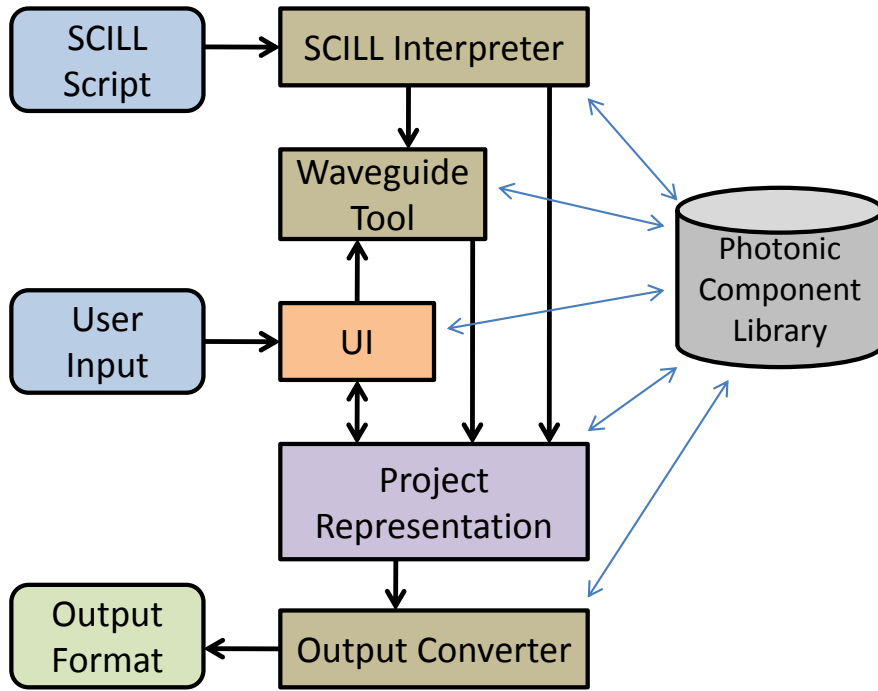 SCILL
Script
SCILL Interpreter
Waveguide
Tool
Photonic
Component
Library
User
Input
UI
Project
Representation
Output
Format
Output Converter